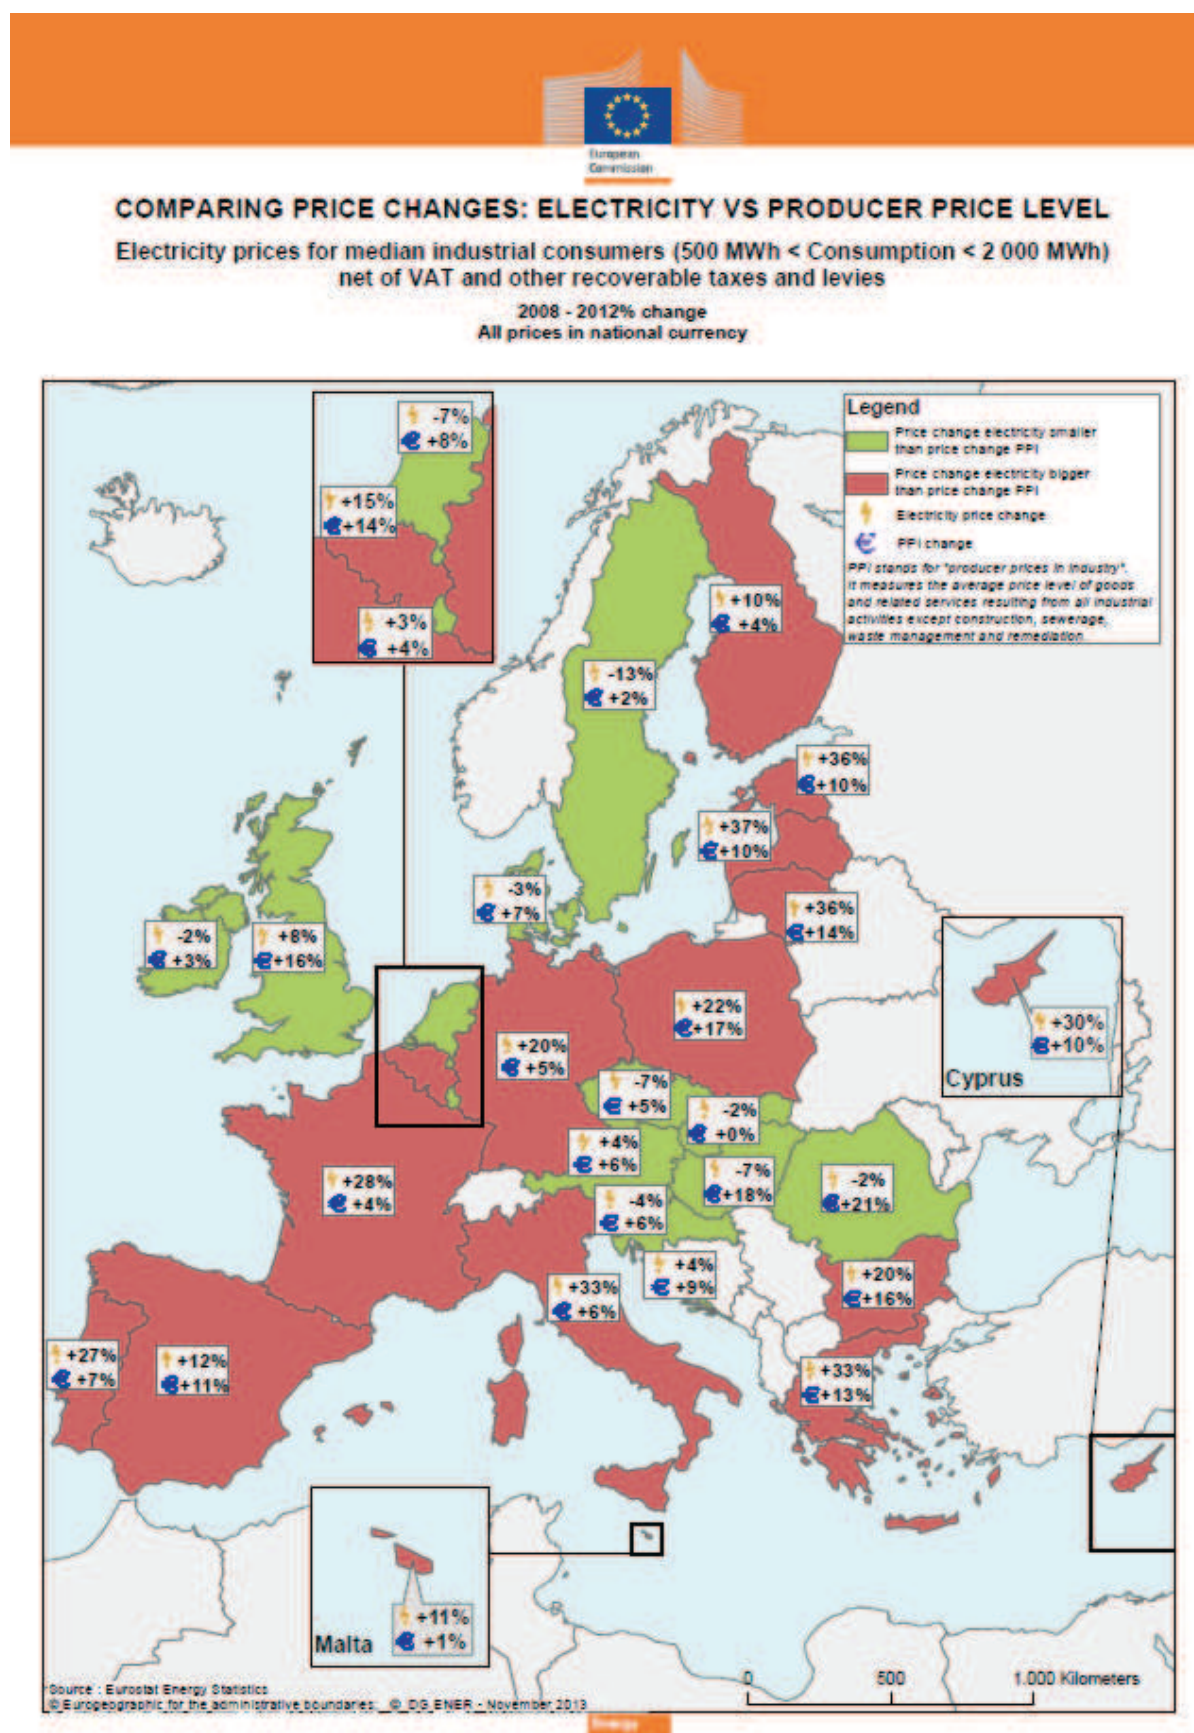 European
Commission
COMPARING PRICE CHANGES: ELECTRICITY VS PRODUCER PRICE LEVEL
Electricity prices for median industrial consumers (500 MWh < Consumption < 2 000 MWh)
net of VAT and other recoverable taxes and levies
2008 - 2012% change
All prices in national currency
Legend
Price change electricity smaller
than price change PPI
Price change electricity bigger
than price change PPI
Electricity price change
PPI change
PPI stands for "producer prices in industry".
It measures the average price level of goods
and related services resulting from all industrial
activities except construction, sewerage,
waste management and remediation
-7%
+8%
+15%
+14%
+3%
+4%
+10%
+4%
-13%
+2%
+36%
+10%
+37%
+10%
-3%
+7%
+36%
+14%
-2%
+3%
+8%
+16%
+22%
+17%
+30%
+10%
Cyprus
+20%
+5%
-7%
+5%
-2%
+0%
+4%
+6%
-7%
+18%
-2%
+21%
+28%
+4%
-4%
+6%
+4%
+9%
+20%
+16%
+33%
+6%
+27%
+7%
+12%
+11%
+33%
+13%
+11%
+1%
Malta
0 500 1.000 Kilometers
Source : Eurostat Energy Statistics
© Eurogeographic for the administrative boundaries © DG ENER - November 2013
Energy